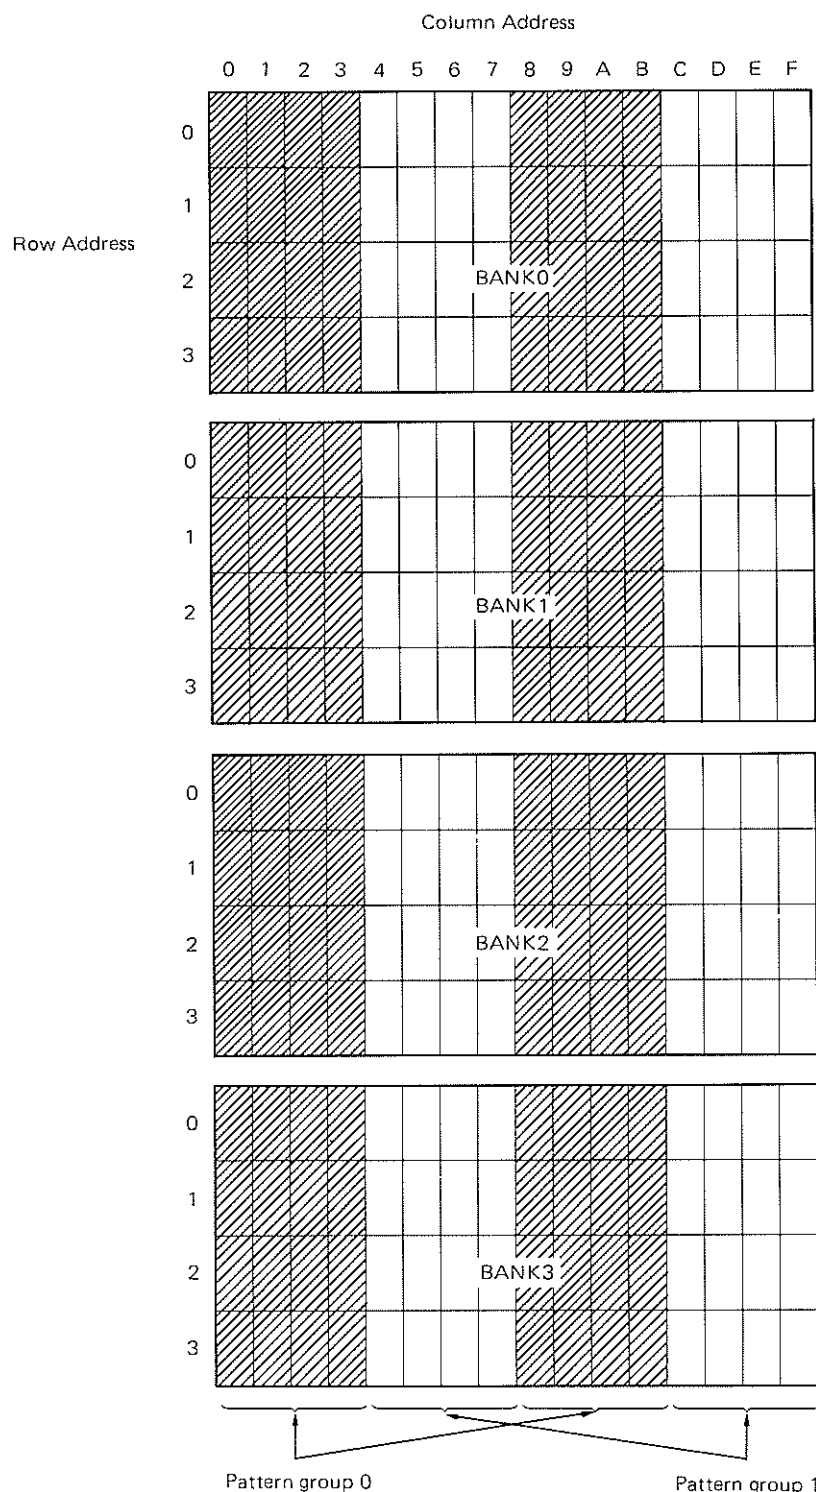 Column Address
0 1 2 3 4 5 6 7 8 9 A B C D E F
0
1
Row Address
2
BANK0
3
0
1
2
BANK1
3
0
1
2
BANK2
3
0
1
2
BANK3
3
Pattern group 0
Pattern group 1